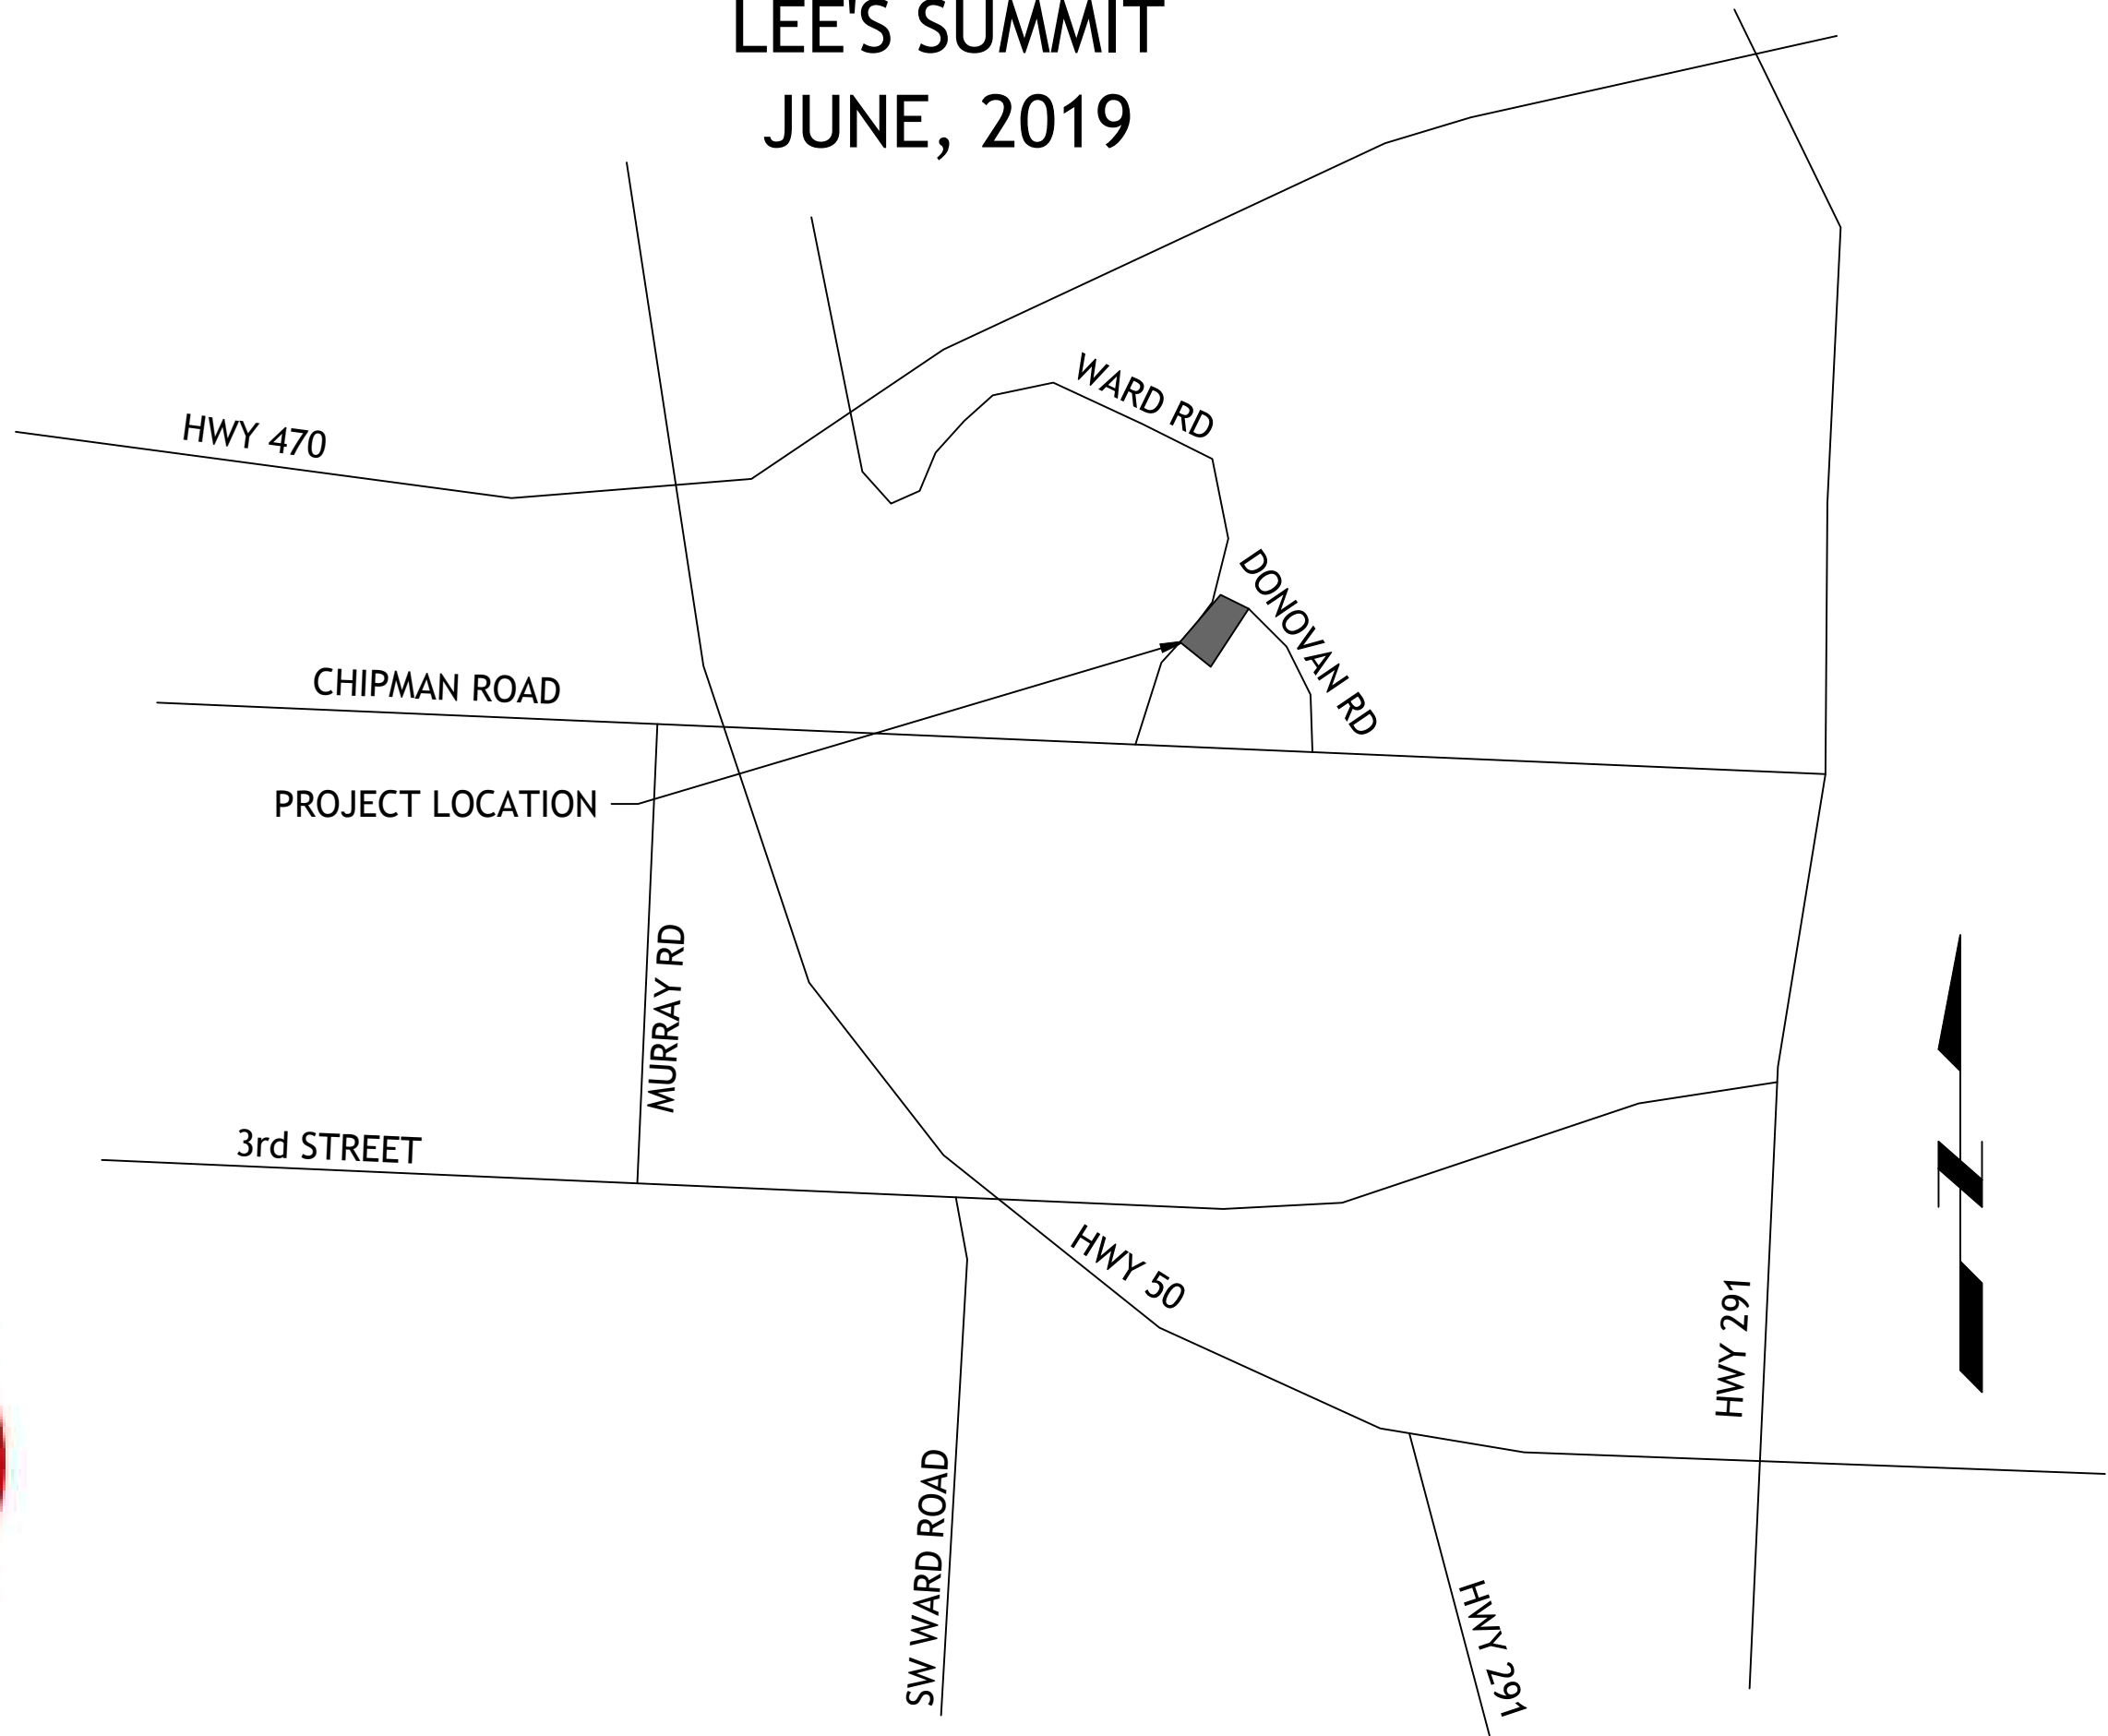 LEE'S SUMMIT
JUNE, 2019
WARD RD
HWY 470
DONOVAN RD
CHIPMAN ROAD
PROJECT LOCATION
MURRAY RD
3rd STREET
N
HWY 50
HWY 291
SW WARD ROAD
HWY 291